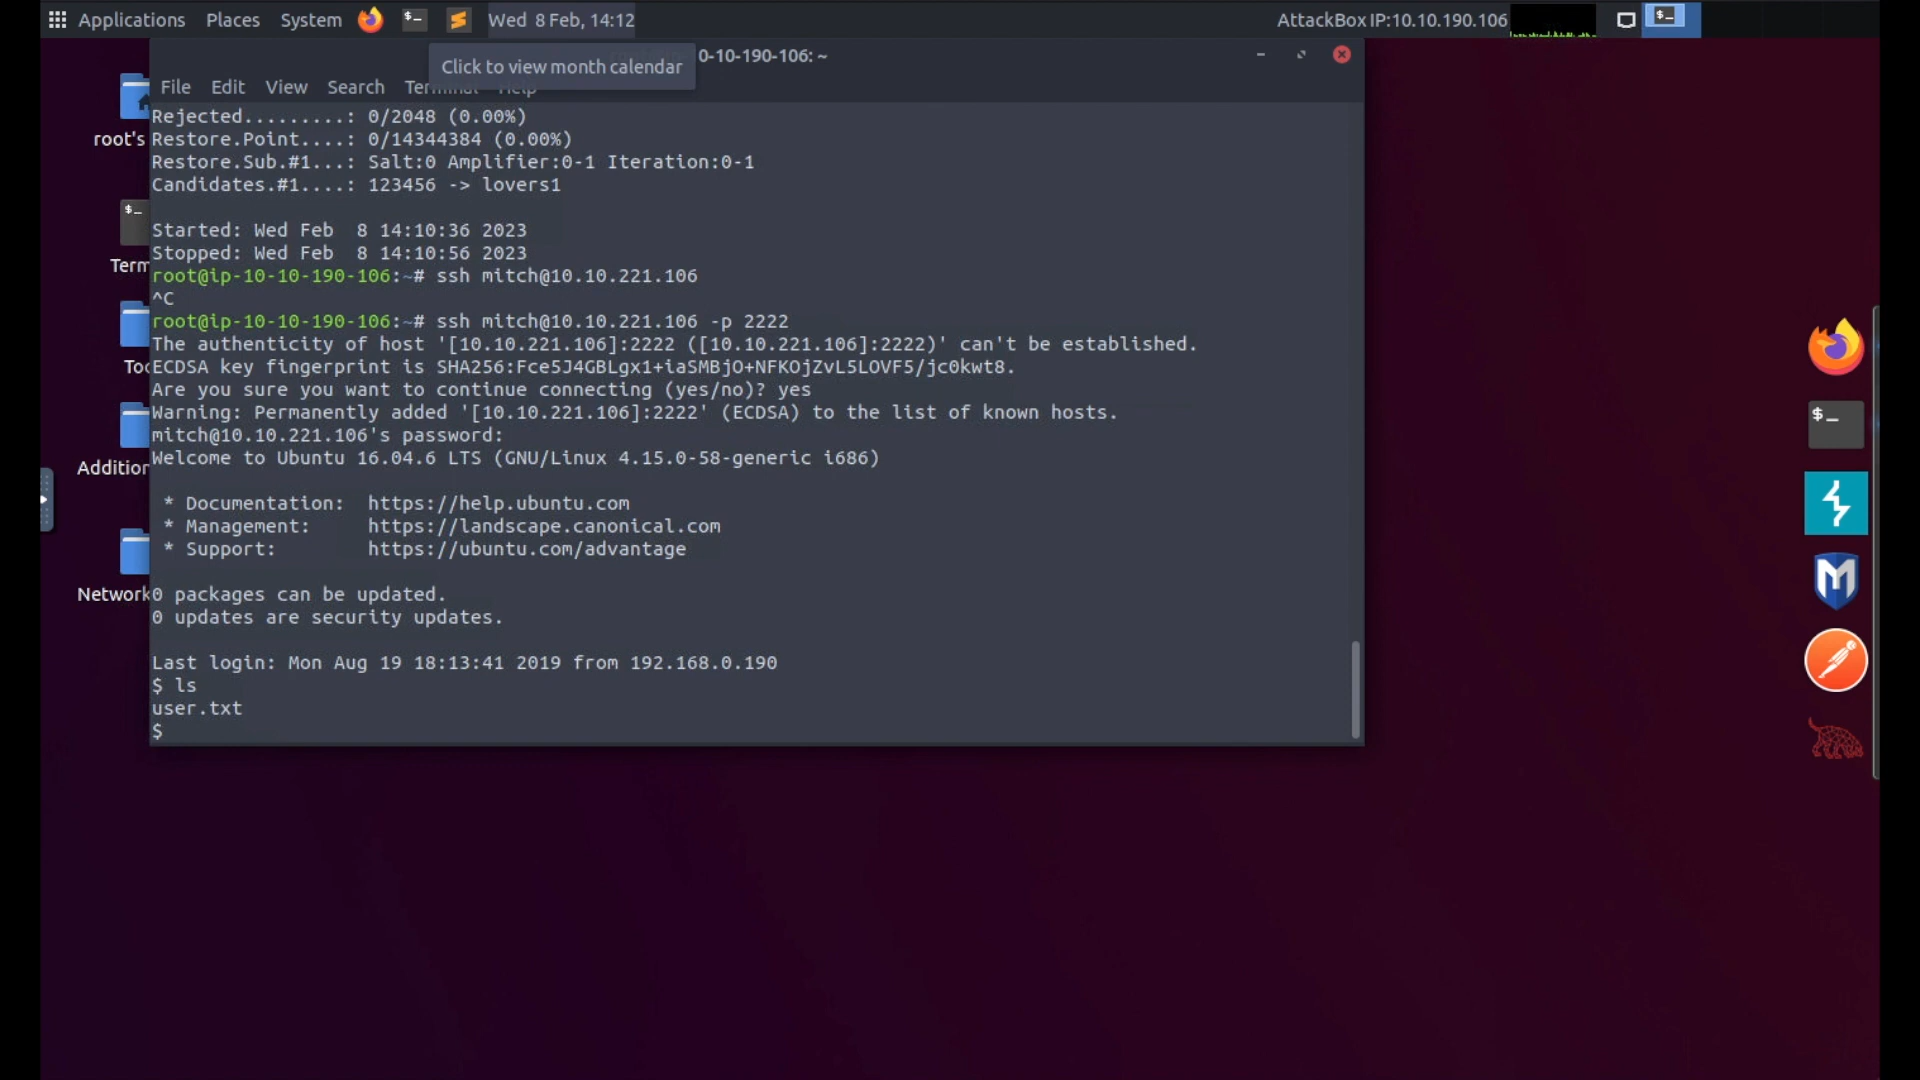 Applications Places System $_ Wed 8 Feb, 14:12 AttackBox IP:10.10.190.106 $_
0-10-190-106: ~
Click to view month calendar
File Edit View Search Terminal Help
root's
$_
Term
Too
Addition
Network
Rejected.........: 0/2048 (0.00%)
Restore.Point....: 0/14344384 (0.00%)
Restore.Sub.#1...: Salt:0 Amplifier:0-1 Iteration:0-1
Candidates.#1....: 123456 -> lovers1
Started: Wed Feb  8 14:10:36 2023
Stopped: Wed Feb  8 14:10:56 2023
root@ip-10-10-190-106:~# ssh mitch@10.10.221.106
^C
root@ip-10-10-190-106:~# ssh mitch@10.10.221.106 -p 2222
The authenticity of host '[10.10.221.106]:2222 ([10.10.221.106]:2222)' can't be established.
ECDSA key fingerprint is SHA256:Fce5J4GBLgx1+iaSMBjO+NFKOjZvL5LOVF5/jc0kwt8.
Are you sure you want to continue connecting (yes/no)? yes
Warning: Permanently added '[10.10.221.106]:2222' (ECDSA) to the list of known hosts.
mitch@10.10.221.106's password:
Welcome to Ubuntu 16.04.6 LTS (GNU/Linux 4.15.0-58-generic i686)
 * Documentation:  https://help.ubuntu.com
 * Management:     https://landscape.canonical.com
 * Support:        https://ubuntu.com/advantage
0 packages can be updated.
0 updates are security updates.
Last login: Mon Aug 19 18:13:41 2019 from 192.168.0.190
$ ls
user.txt
$
$_